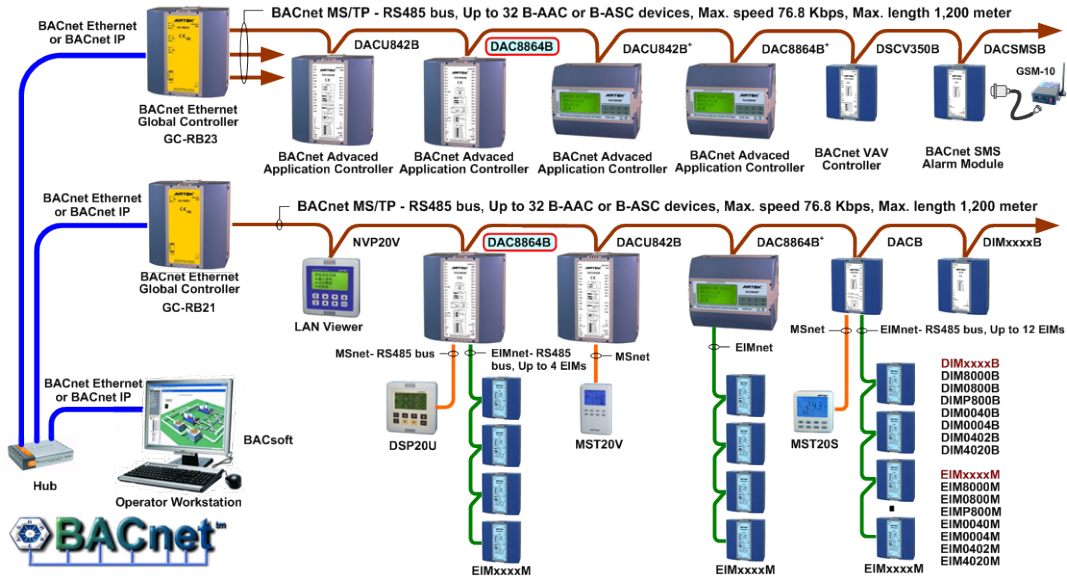 BACnet MS/TP - RS485 bus, Up to 32 B-AAC or B-ASC devices, Max. speed 76.8 Kbps, Max. length 1,200 meter
BACnet Ethernet
or BACnet IP
AIRTEK
BACnet Ethernet
Global Controller
GC-RB23
DACU842B
DAC8864B
DACU842B+
DAC8864B+
DSCV350B
DACSMSB
GSM-10
BACnet Advaced
Application Controller
BACnet Advaced
Application Controller
BACnet Advaced
Application Controller
BACnet Advaced
Application Controller
BACnet VAV
Controller
BACnet SMS
Alarm Module
BACnet Ethernet
or BACnet IP
AIRTEK
BACnet MS/TP - RS485 bus, Up to 32 B-AAC or B-ASC devices, Max. speed 76.8 Kbps, Max. length 1,200 meter
BACnet Ethernet
Global Controller
GC-RB21
NVP20V
DAC8864B
DACU842B
DAC8864B+
DACB
DIMxxxxB
LAN Viewer
MSnet- RS485 bus
EIMnet- RS485
bus, Up to 4 EIMs
MSnet
EIMnet
MSnet
EIMnet- RS485 bus, Up to 12 EIMs
DSP20U
MST20V
MST20S
DIMxxxxB
DIM8000B
DIM0800B
DIMP800B
DIM0040B
DIM0004B
DIM0402B
DIM4020B
EIMxxxxM
EIM8000M
EIM0800M
EIMP800M
EIM0040M
EIM0004M
EIM0402M
EIM4020M
EIMxxxxM
EIMxxxxM
EIMxxxxM
BACnet Ethernet
or BACnet IP
BACsoft
Hub
Operator Workstation
BACnet™